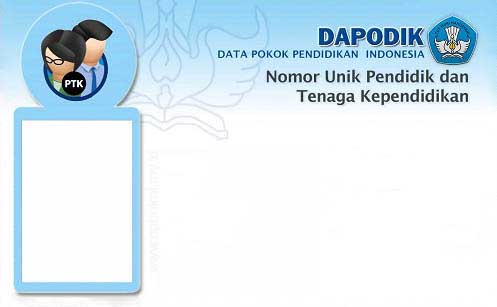 DAPODIK
DATA POKOK PENDIDIKAN INDONESIA
Nomor Unik Pendidik dan
Tenaga Kependidikan
PTK